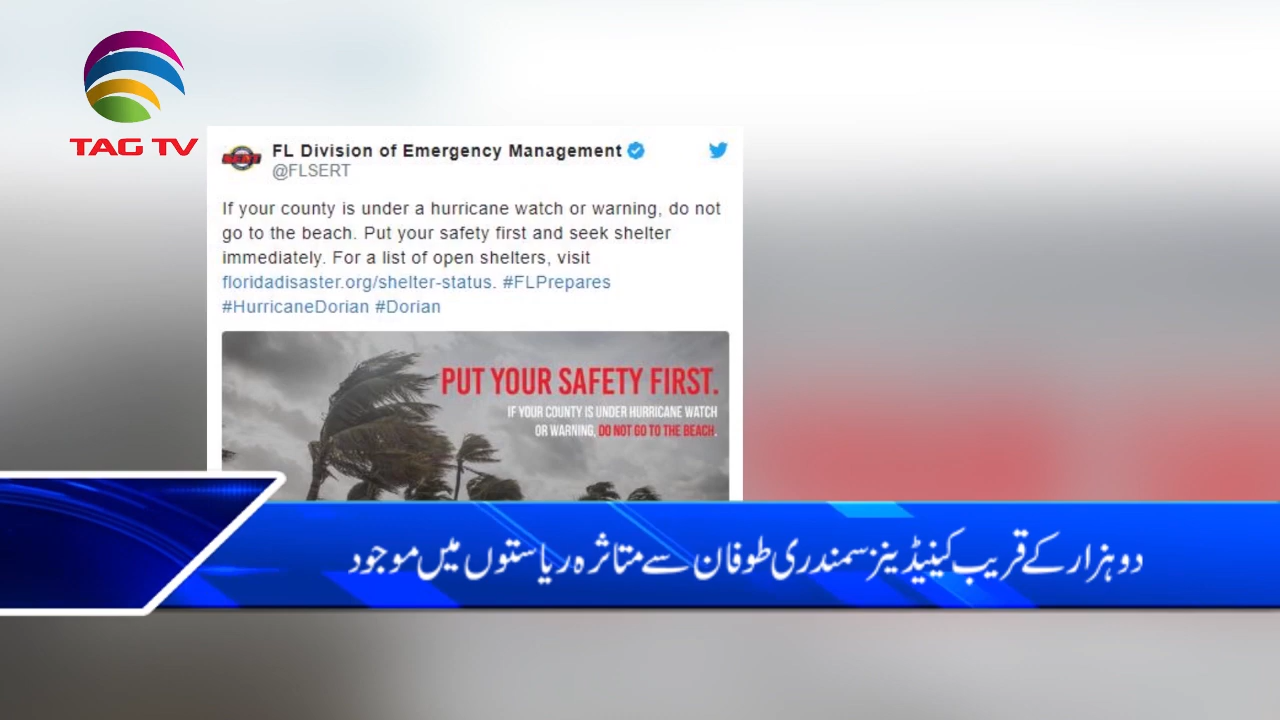 TAG TV
FL Division of Emergency Management
@FLSERT
If your county is under a hurricane watch or warning, do not
go to the beach. Put your safety first and seek shelter
immediately. For a list of open shelters, visit
floridadisaster.org/shelter-status. #FLPrepares
#HurricaneDorian #Dorian
PUT YOUR SAFETY FIRST.
IF YOUR COUNTY IS UNDER HURRICANE WATCH
OR WARNING, DO NOT GO TO THE BEACH.
دو ہزار کے قریب کینیڈینز سمندری طوفان سے متاثرہ ریاستوں میں موجود